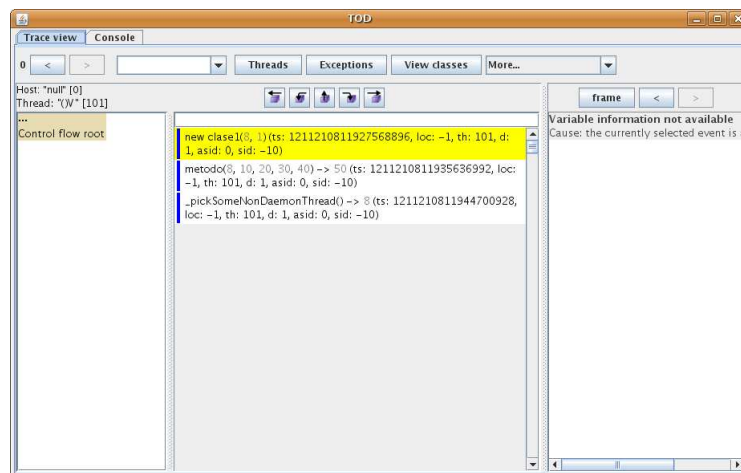 TOD
Trace view Console
0 < > Threads Exceptions View classes More...
Host: "null" [0]
Thread: "()V" [101]
...
Control flow root
new clase1(8, 1)(ts: 1211210811927568896, loc: −1, th: 101, d:
1, asid: 0, sid: −10)
metodo(8, 10, 20, 30, 40) −> 50 (ts: 1211210811935636992, loc:
−1, th: 101, d: 1, asid: 0, sid: −10)
_pickSomeNonDaemonThread() −> 8 (ts: 1211210811944700928,
loc: −1, th: 101, d: 1, asid: 0, sid: −10)
frame < >
Variable information not available
Cause: the currently selected event is